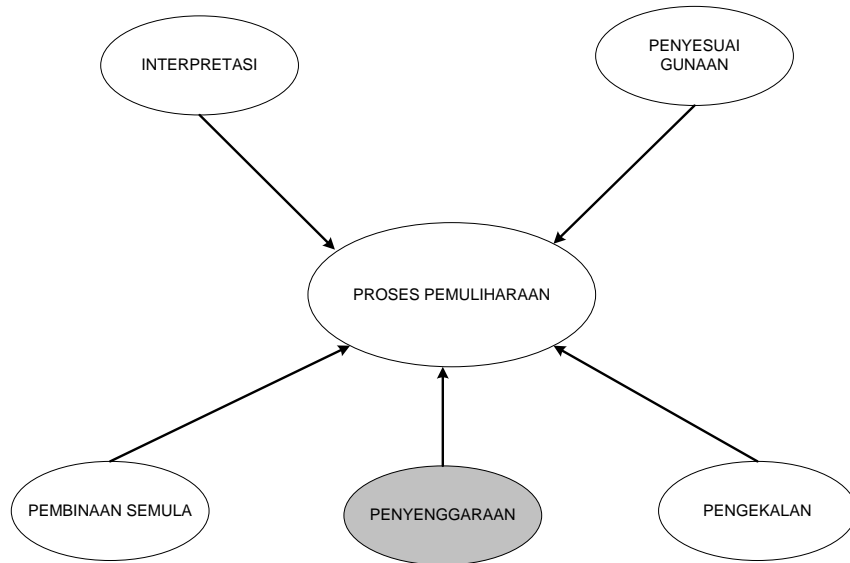 INTERPRETASI
PENYESUAI
GUNAAN
PROSES PEMULIHARAAN
PEMBINAAN SEMULA
PENYENGGARAAN
PENGEKALAN